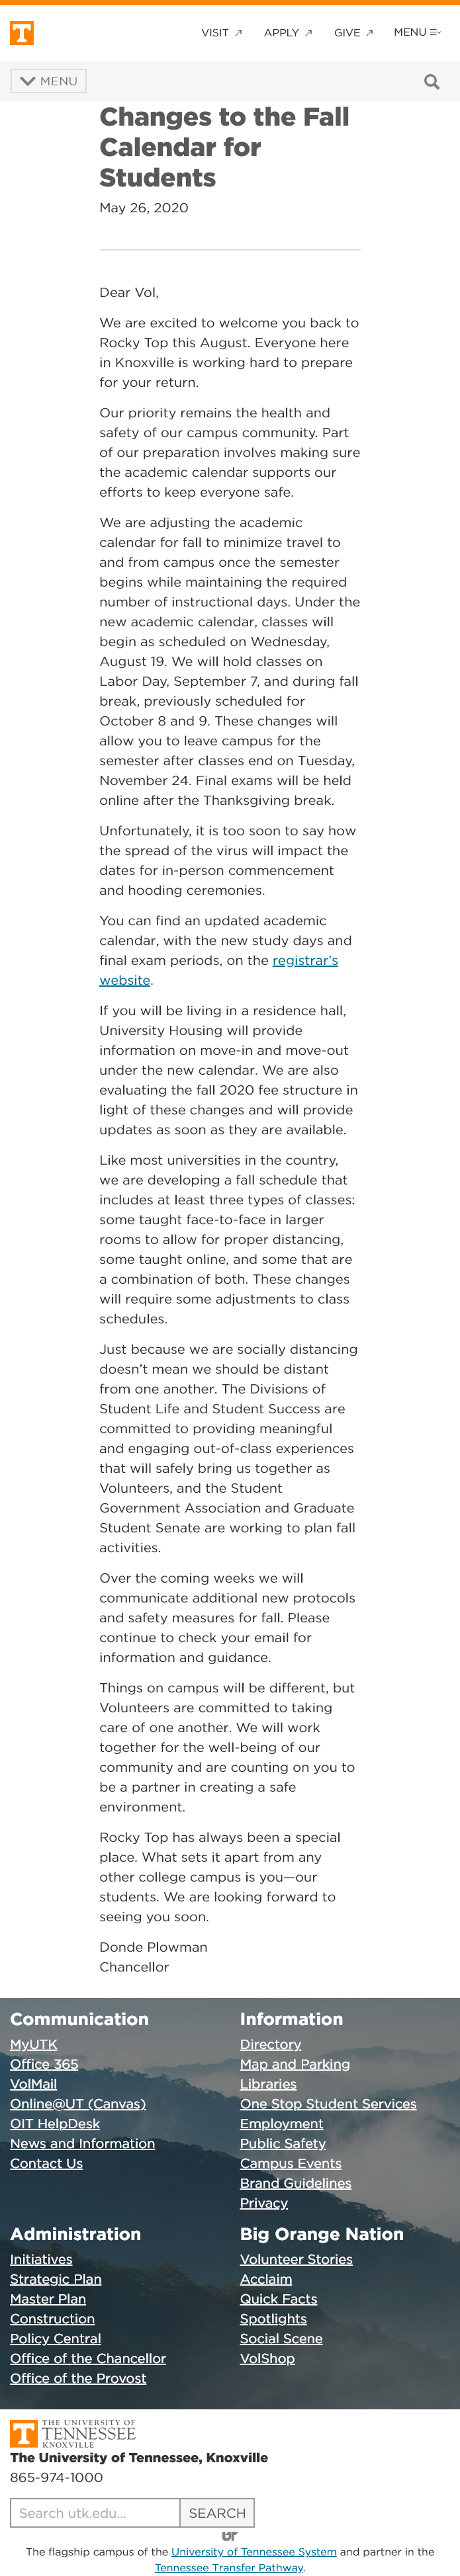 VISIT ↗ APPLY ↗ GIVE ↗ MENU
MENU
Changes to the Fall
Calendar for
Students
May 26, 2020
Dear Vol,
We are excited to welcome you back to
Rocky Top this August. Everyone here
in Knoxville is working hard to prepare
for your return.
Our priority remains the health and
safety of our campus community. Part
of our preparation involves making sure
the academic calendar supports our
efforts to keep everyone safe.
We are adjusting the academic
calendar for fall to minimize travel to
and from campus once the semester
begins while maintaining the required
number of instructional days. Under the
new academic calendar, classes will
begin as scheduled on Wednesday,
August 19. We will hold classes on
Labor Day, September 7, and during fall
break, previously scheduled for
October 8 and 9. These changes will
allow you to leave campus for the
semester after classes end on Tuesday,
November 24. Final exams will be held
online after the Thanksgiving break.
Unfortunately, it is too soon to say how
the spread of the virus will impact the
dates for in-person commencement
and hooding ceremonies.
You can find an updated academic
calendar, with the new study days and
final exam periods, on the registrar's
website.
If you will be living in a residence hall,
University Housing will provide
information on move-in and move-out
under the new calendar. We are also
evaluating the fall 2020 fee structure in
light of these changes and will provide
updates as soon as they are available.
Like most universities in the country,
we are developing a fall schedule that
includes at least three types of classes:
some taught face-to-face in larger
rooms to allow for proper distancing,
some taught online, and some that are
a combination of both. These changes
will require some adjustments to class
schedules.
Just because we are socially distancing
doesn't mean we should be distant
from one another. The Divisions of
Student Life and Student Success are
committed to providing meaningful
and engaging out-of-class experiences
that will safely bring us together as
Volunteers, and the Student
Government Association and Graduate
Student Senate are working to plan fall
activities.
Over the coming weeks we will
communicate additional new protocols
and safety measures for fall. Please
continue to check your email for
information and guidance.
Things on campus will be different, but
Volunteers are committed to taking
care of one another. We will work
together for the well-being of our
community and are counting on you to
be a partner in creating a safe
environment.
Rocky Top has always been a special
place. What sets it apart from any
other college campus is you—our
students. We are looking forward to
seeing you soon.
Donde Plowman
Chancellor
Communication
MyUTK
Office 365
VolMail
Online@UT (Canvas)
OIT HelpDesk
News and Information
Contact Us
Information
Directory
Map and Parking
Libraries
One Stop Student Services
Employment
Public Safety
Campus Events
Brand Guidelines
Privacy
Administration
Initiatives
Strategic Plan
Master Plan
Construction
Policy Central
Office of the Chancellor
Office of the Provost
Big Orange Nation
Volunteer Stories
Acclaim
Quick Facts
Spotlights
Social Scene
VolShop
T THE UNIVERSITY OF
TENNESSEE
KNOXVILLE
The University of Tennessee, Knoxville
865-974-1000
Search utk.edu... SEARCH
UT
The flagship campus of the University of Tennessee System and partner in the
Tennessee Transfer Pathway.